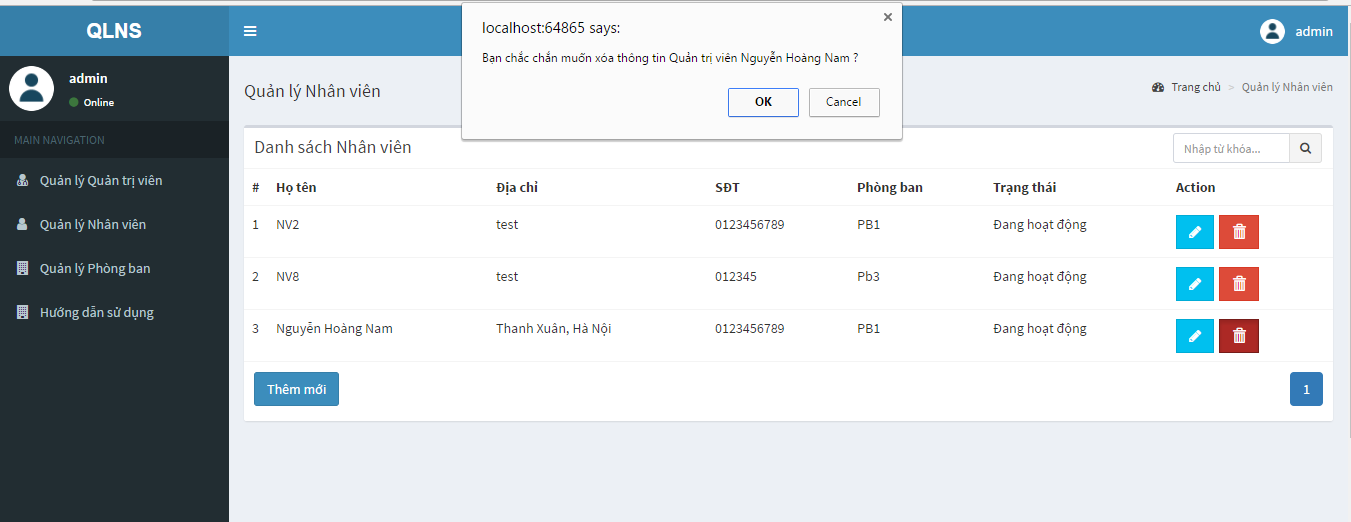 localhost:64865 says:
Bạn chắc chắn muốn xóa thông tin Quản trị viên Nguyễn Hoàng Nam ?
OK Cancel
QLNS
admin
admin
Online
MAIN NAVIGATION
Quản lý Quản trị viên
Quản lý Nhân viên
Quản lý Phòng ban
Hướng dẫn sử dụng
Quản lý Nhân viên
Trang chủ > Quản lý Nhân viên
Danh sách Nhân viên
Nhập từ khóa...
# Họ tên Địa chỉ SĐT Phòng ban Trạng thái Action
1 NV2 test 0123456789 PB1 Đang hoạt động
2 NV8 test 012345 Pb3 Đang hoạt động
3 Nguyễn Hoàng Nam Thanh Xuân, Hà Nội 0123456789 PB1 Đang hoạt động
Thêm mới
1